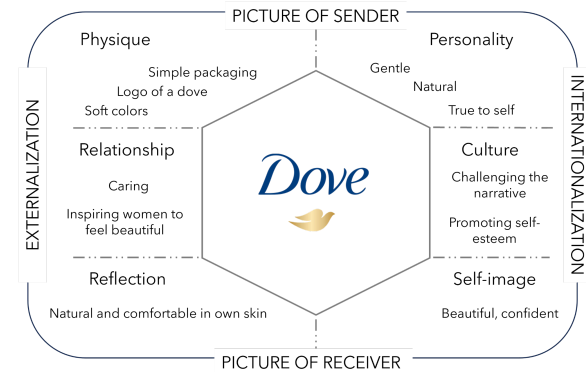 PICTURE OF SENDER
Physique
Personality
Simple packaging
Logo of a dove
Soft colors
Gentle
Natural
True to self
EXTERNALIZATION
INTERNATIONALIZATION
Relationship
Culture
Caring
Inspiring women to
feel beautiful
Dove
Challenging the
narrative
Promoting self-
esteem
Reflection
Self-image
Natural and comfortable in own skin
Beautiful, confident
PICTURE OF RECEIVER